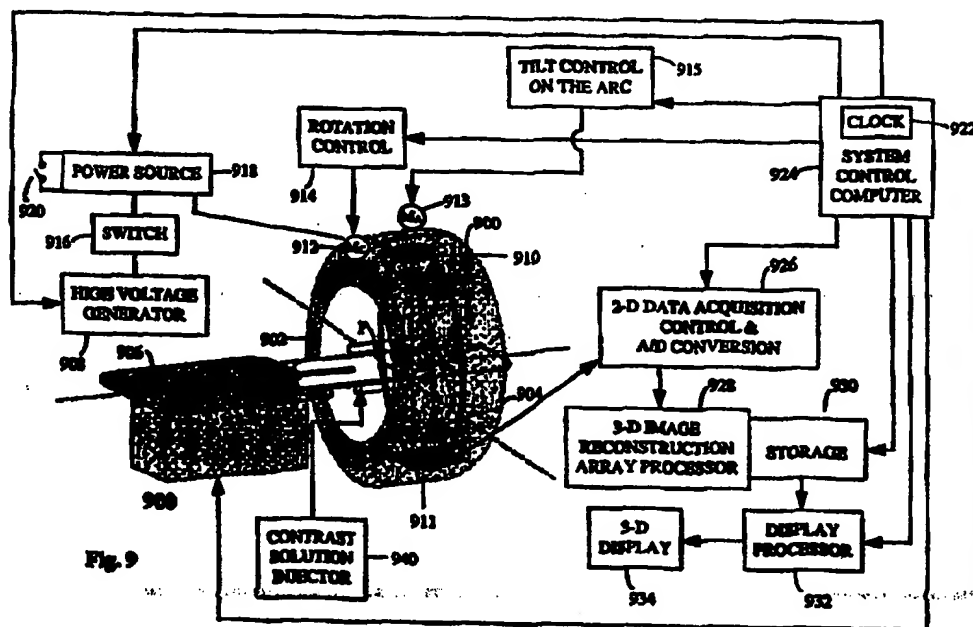 TILT CONTROL
ON THE ARC
915
ROTATION
CONTROL
914
CLOCK
922
SYSTEM
CONTROL
COMPUTER
924
POWER SOURCE
918
920
SWITCH
916
HIGH VOLTAGE
GENERATOR
908
906
912
913
900
910
902
904
911
900
2-D DATA ACQUISITION
CONTROL &
A/D CONVERSION
926
928
3-D IMAGE
RECONSTRUCTION
ARRAY PROCESSOR
930
STORAGE
CONTRAST
SOLUTION
INJECTOR
940
3-D
DISPLAY
934
DISPLAY
PROCESSOR
932
Fig. 9